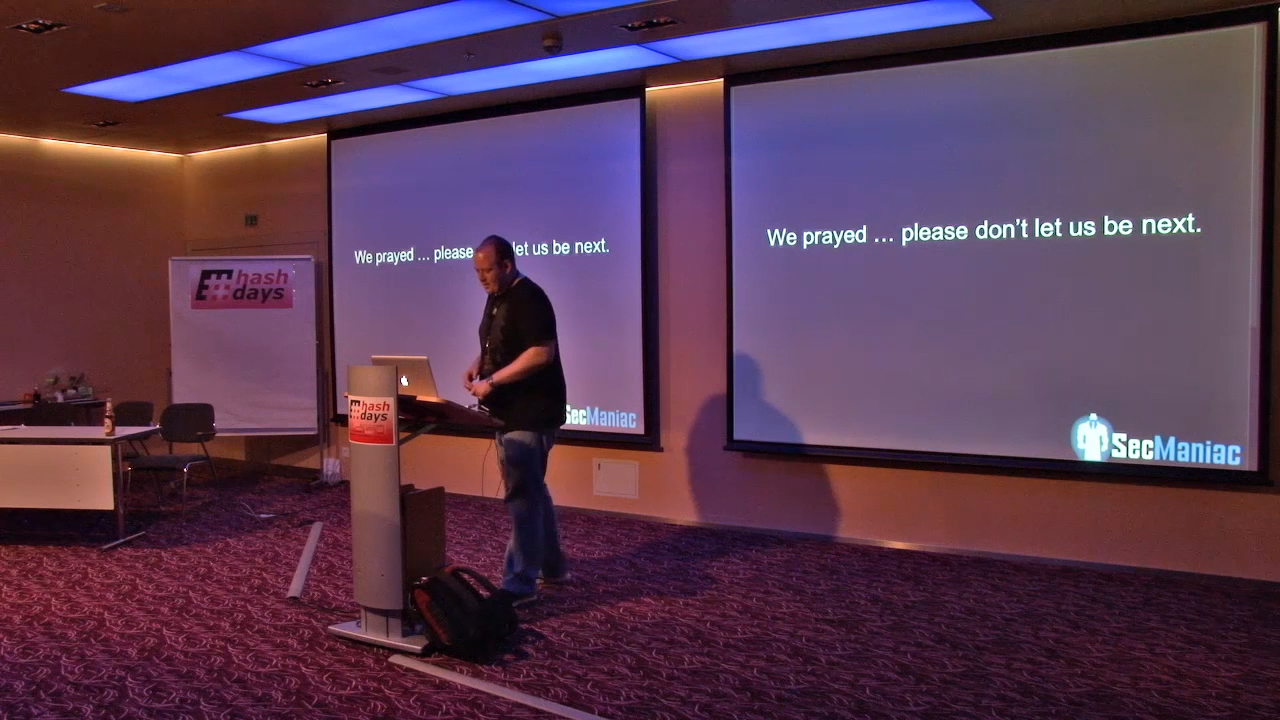 hash
days
We prayed … please
let us be next.
We prayed … please don't let us be next.
hash
days
SecManiac
SecManiac